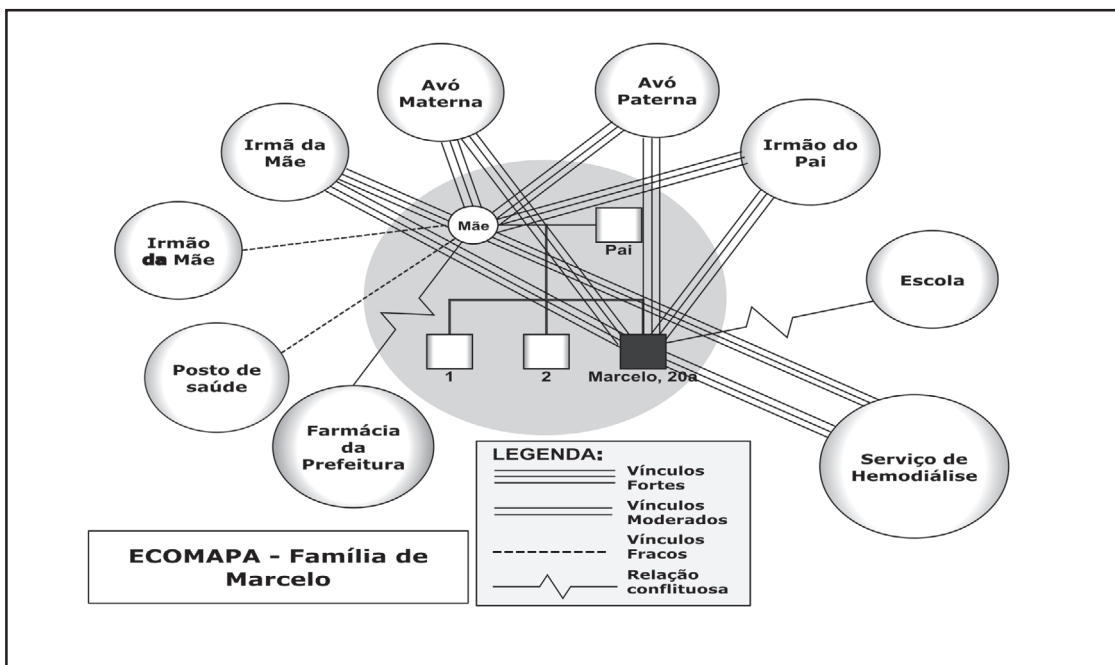 Avó
Materna
Avó
Paterna
Irmã da
Mãe
Irmão do
Pai
Mãe
Pai
Irmão
da Mãe
Escola
Posto de
saúde
1
2
Marcelo, 20a
Farmácia
da
Prefeitura
Serviço de
Hemodiálise
LEGENDA:
Vínculos
Fortes
Vínculos
Moderados
Vínculos
Fracos
Relação
conflituosa
ECOMAPA - Família de
Marcelo